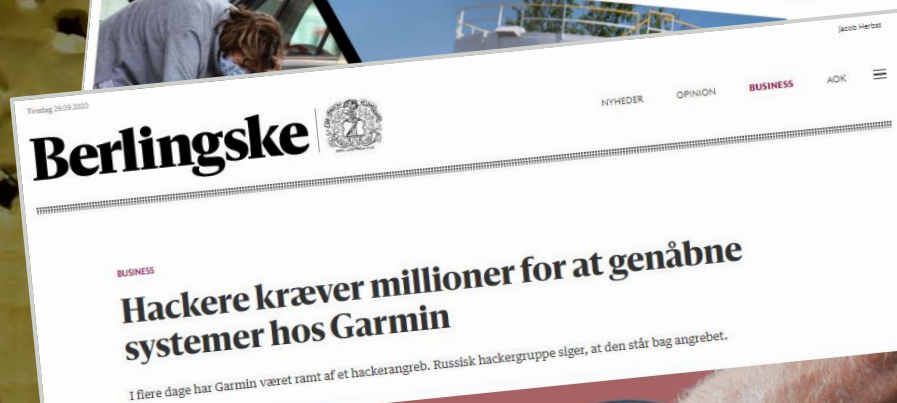 Jacob Herbst
Tirsdag 29.09.2020
Berlingske
NYHEDER OPINION BUSINESS AOK
BUSINESS
Hackere kræver millioner for at genåbne
systemer hos Garmin
I flere dage har Garmin været ramt af et hackerangreb. Russisk hackergruppe siger, at den står bag angrebet.